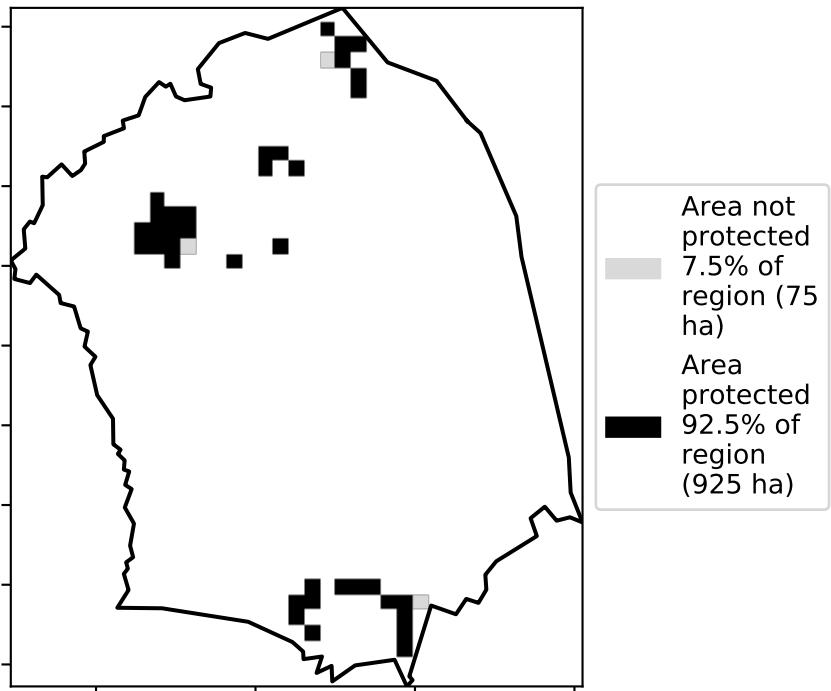 Area not
protected
7.5% of
region (75
ha)
Area
protected
92.5% of
region
(925 ha)